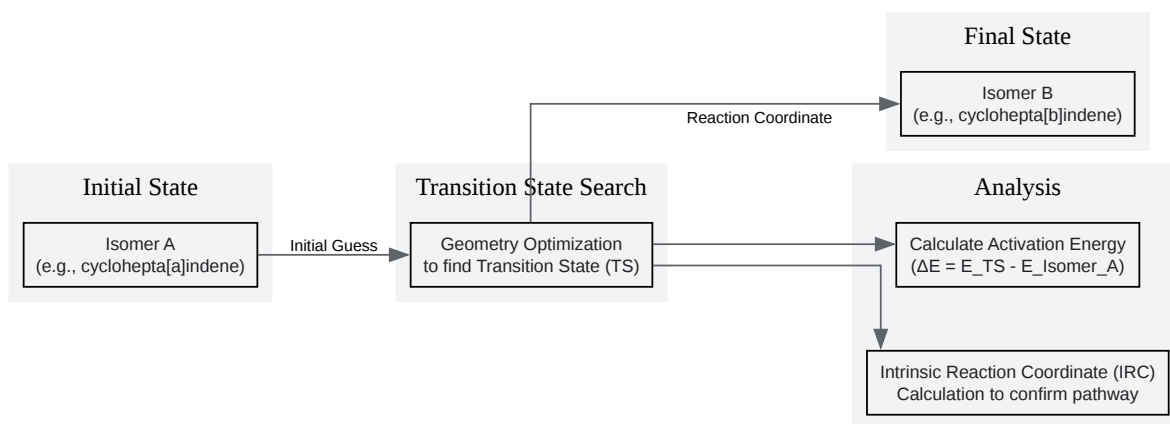 Final State
Isomer B
(e.g., cyclohepta[b]indene)
Reaction Coordinate
Initial State
Isomer A
(e.g., cyclohepta[a]indene)
Initial Guess
Transition State Search
Geometry Optimization
to find Transition State (TS)
Analysis
Calculate Activation Energy
(ΔE = E_TS - E_Isomer_A)
Intrinsic Reaction Coordinate (IRC)
Calculation to confirm pathway